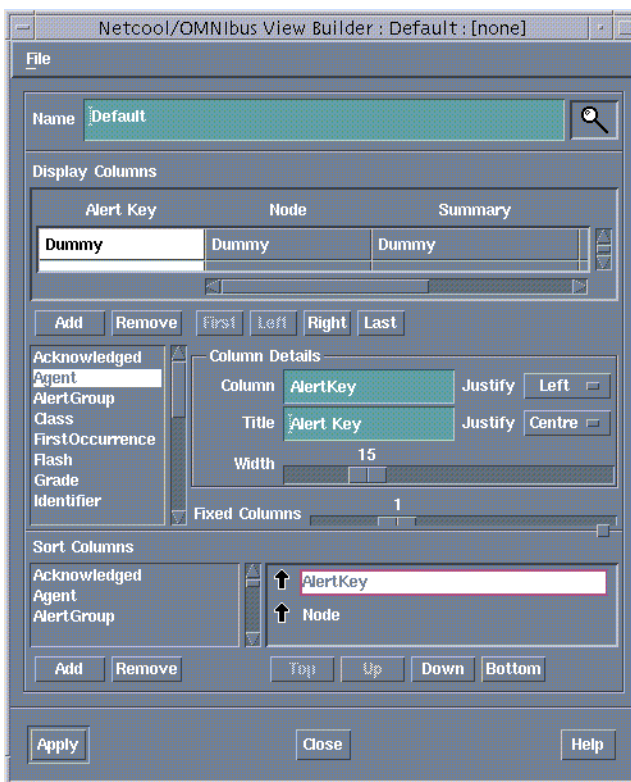 Netcool/OMNIbus View Builder : Default : [none]
File
Name Default
Display Columns
Alert Key Node Summary
Dummy Dummy Dummy
Add Remove First Left Right Last
Acknowledged
Agent
AlertGroup
Class
FirstOccurrence
Flash
Grade
Identifier
Column Details
Column AlertKey Justify Left
Title Alert Key Justify Centre
Width 15
Fixed Columns 1
Sort Columns
Acknowledged
Agent
AlertGroup
AlertKey
Node
Add Remove Top Up Down Bottom
Apply Close Help